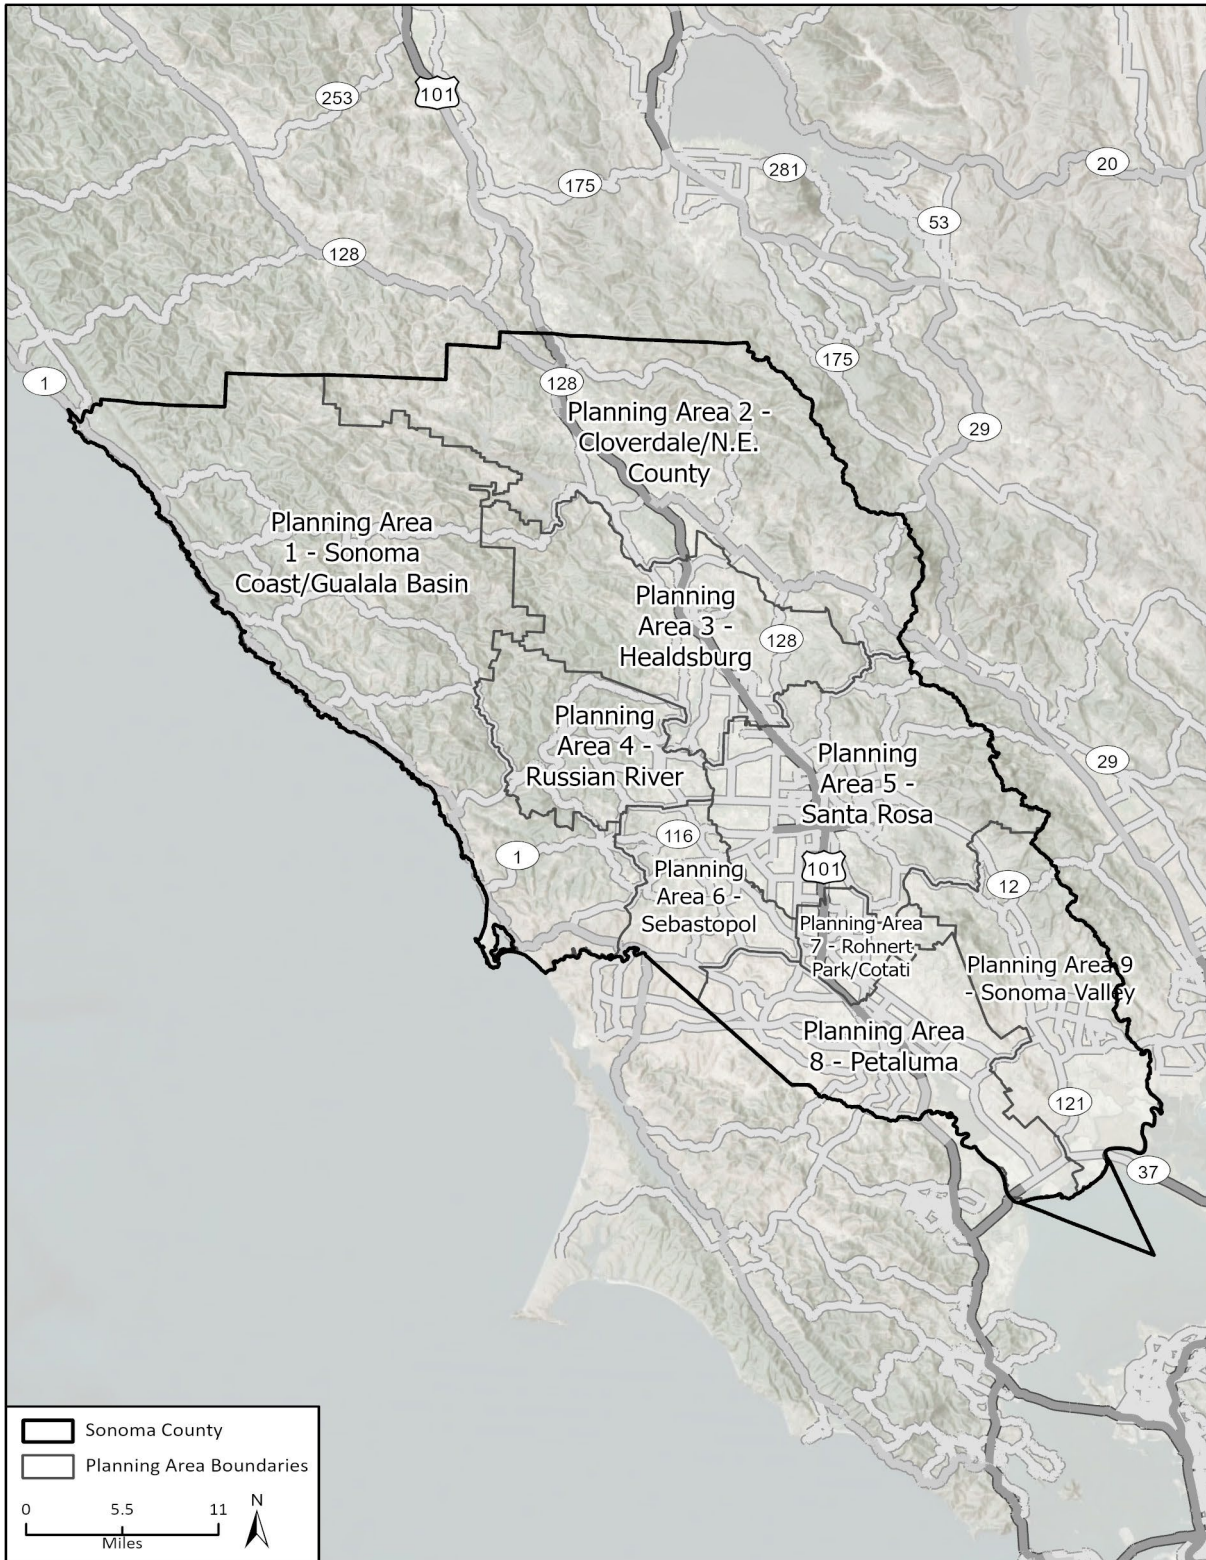 253
101
175
281
20
53
128
1
175
128
29
Planning Area 2 -
Cloverdale/N.E.
County
Planning Area
1 - Sonoma
Coast/Gualala Basin
Planning
Area 3 -
Healdsburg
128
Planning
Area 4 -
Russian River
Planning
Area 5 -
Santa Rosa
29
116
1
101
12
Planning
Area 6 -
Sebastopol
Planning Area
7 - Rohnert
Park/Cotati
Planning Area 9
- Sonoma Valley
Planning Area
8 - Petaluma
121
37
Sonoma County
Planning Area Boundaries
0 5.5 11
Miles
N